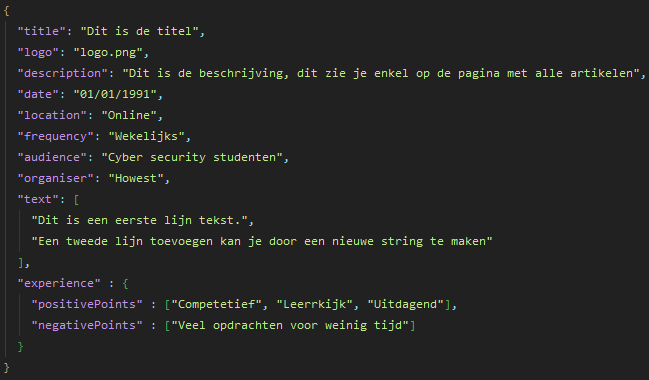 {
  "title": "Dit is de titel",
  "logo": "logo.png",
  "description": "Dit is de beschrijving, dit zie je enkel op de pagina met alle artikelen",
  "date": "01/01/1991",
  "location": "Online",
  "frequency": "Wekelijks",
  "audience": "Cyber security studenten",
  "organiser": "Howest",
  "text": [
    "Dit is een eerste lijn tekst.",
    "Een tweede lijn toevoegen kan je door een nieuwe string te maken"
  ],
  "experience" : {
    "positivePoints" : ["Competetief", "Leerrkijk", "Uitdagend"],
    "negativePoints" : ["Veel opdrachten voor weinig tijd"]
  }
}